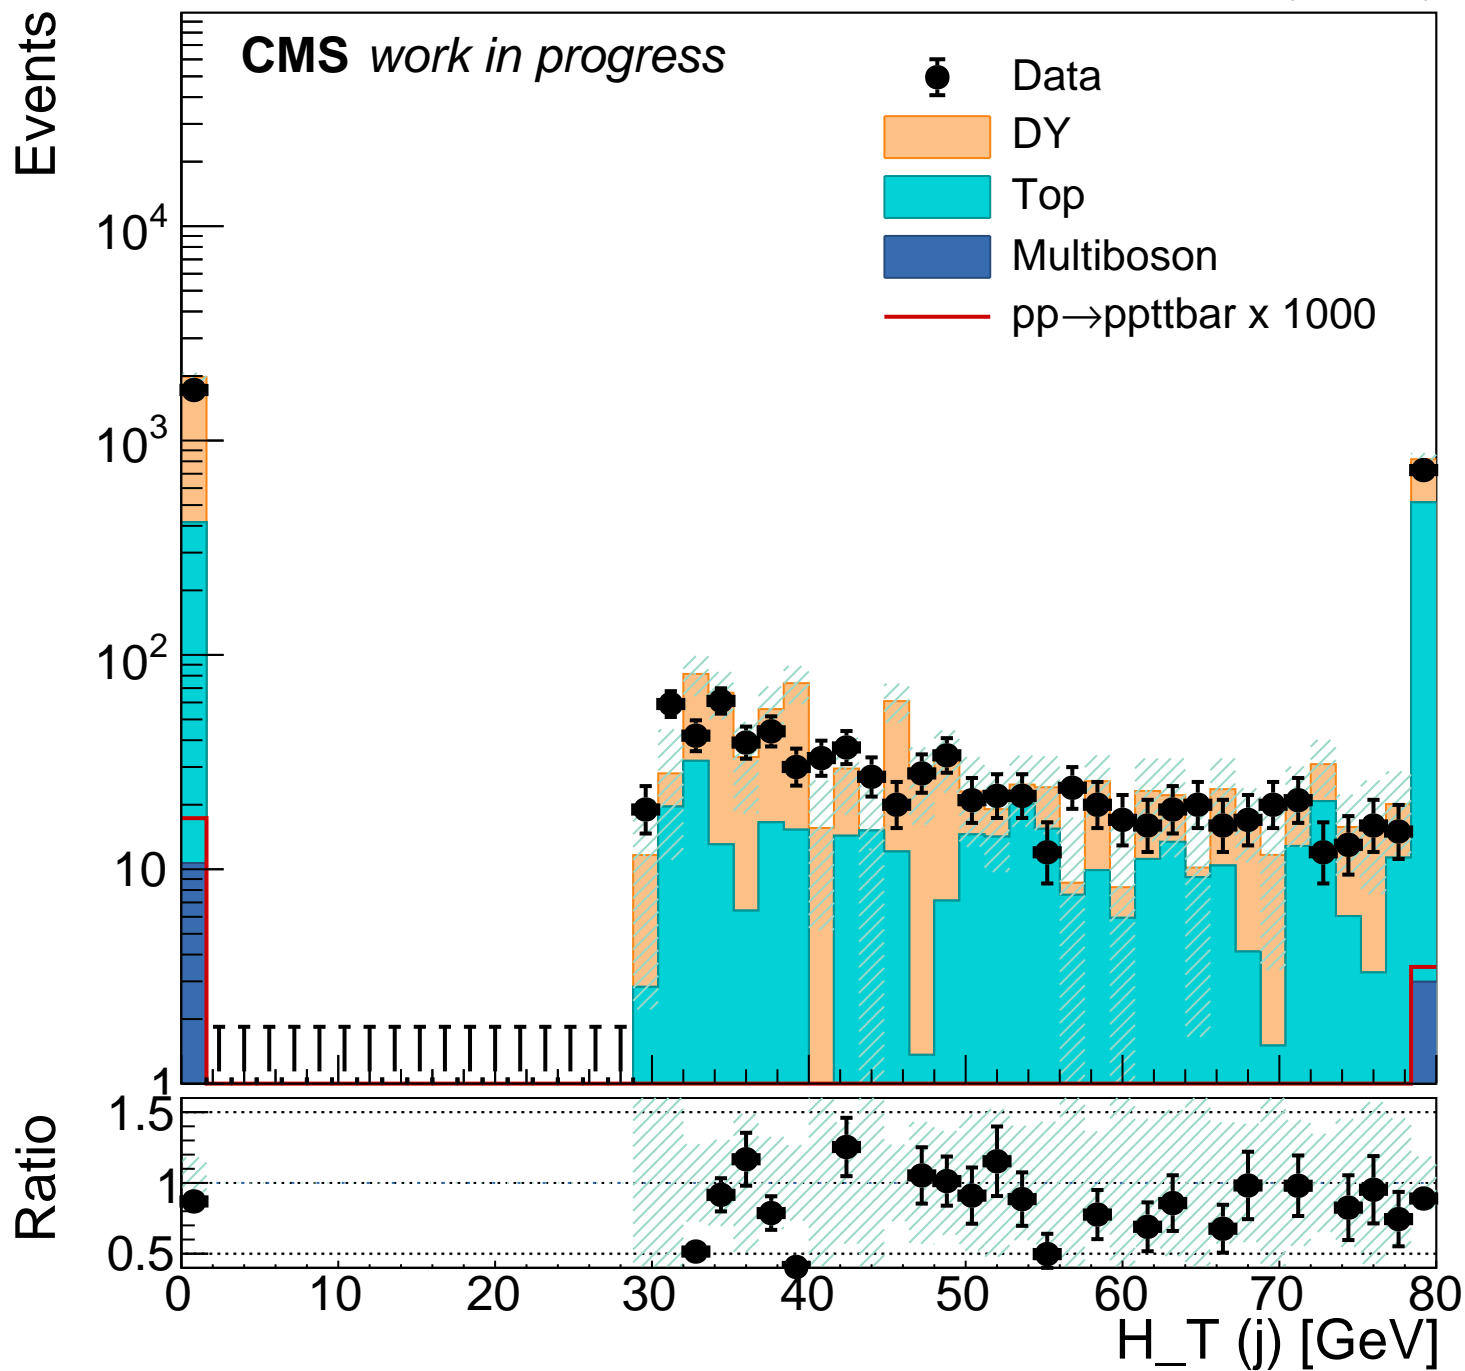 CMS work in progress
Data
DY
Top
Multiboson
pp→ppttbar x 1000
Events
10^4
10^3
10^2
10
1
Ratio
1.5
1
0.5
0 10 20 30 40 50 60 70 80
H_T (j) [GeV]